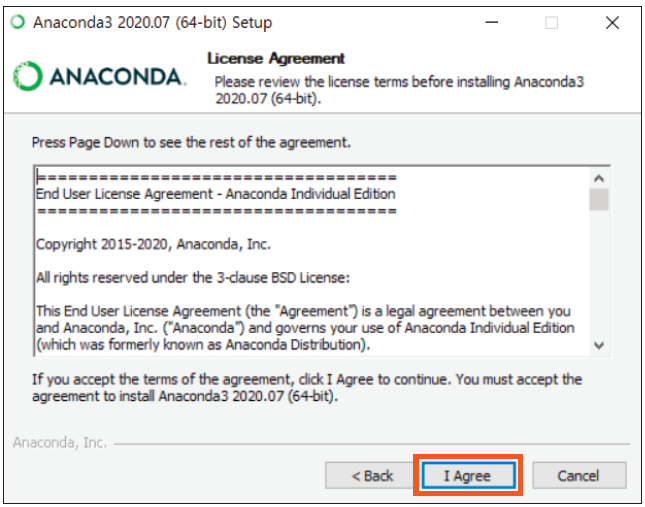 Anaconda3 2020.07 (64-bit) Setup
ANACONDA.
License Agreement
Please review the license terms before installing Anaconda3
2020.07 (64-bit).
Press Page Down to see the rest of the agreement.
===================================
End User License Agreement - Anaconda Individual Edition
===================================
Copyright 2015-2020, Anaconda, Inc.
All rights reserved under the 3-clause BSD License:
This End User License Agreement (the "Agreement") is a legal agreement between you
and Anaconda, Inc. ("Anaconda") and governs your use of Anaconda Individual Edition
(which was formerly known as Anaconda Distribution).
If you accept the terms of the agreement, click I Agree to continue. You must accept the
agreement to install Anaconda3 2020.07 (64-bit).
Anaconda, Inc.
< Back
I Agree
Cancel